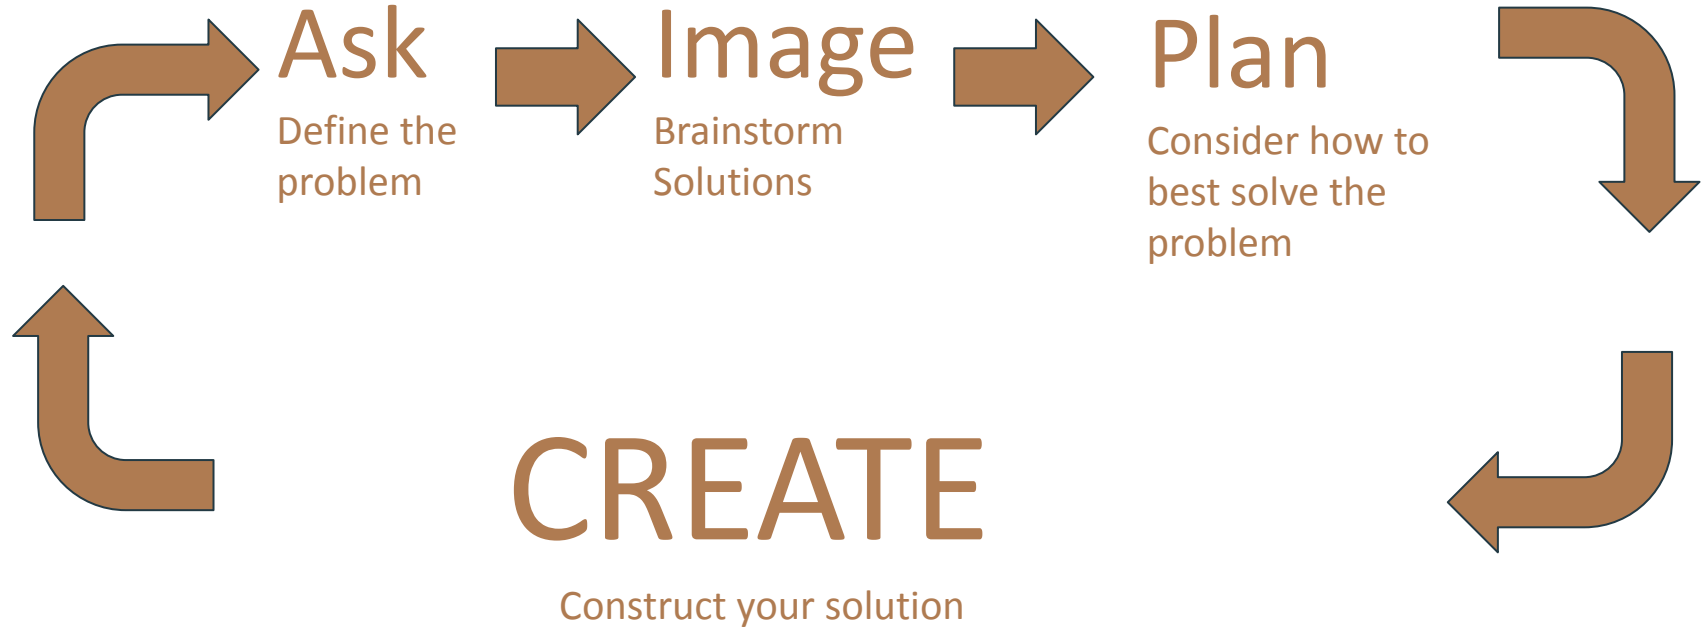 Ask
Define the
problem
Image
Brainstorm
Solutions
Plan
Consider how to
best solve the
problem
CREATE
Construct your solution